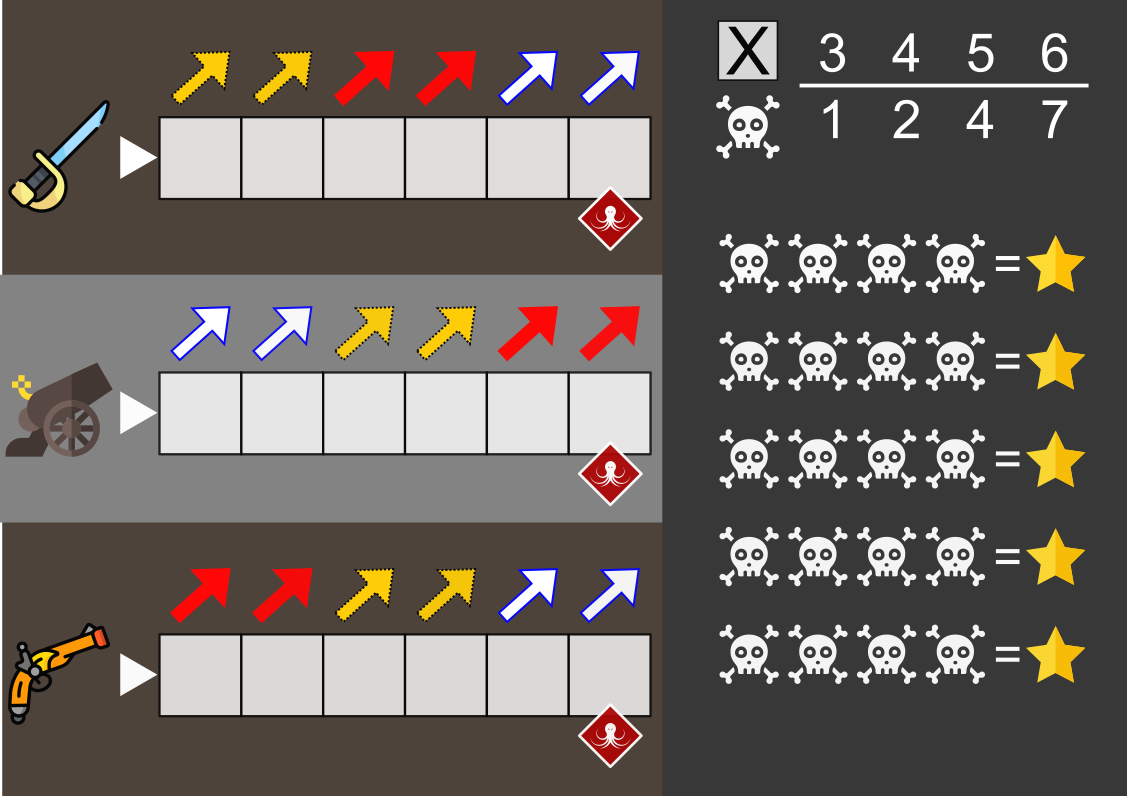 X 3 4 5 6
1 2 4 7
=
=
=
=
=